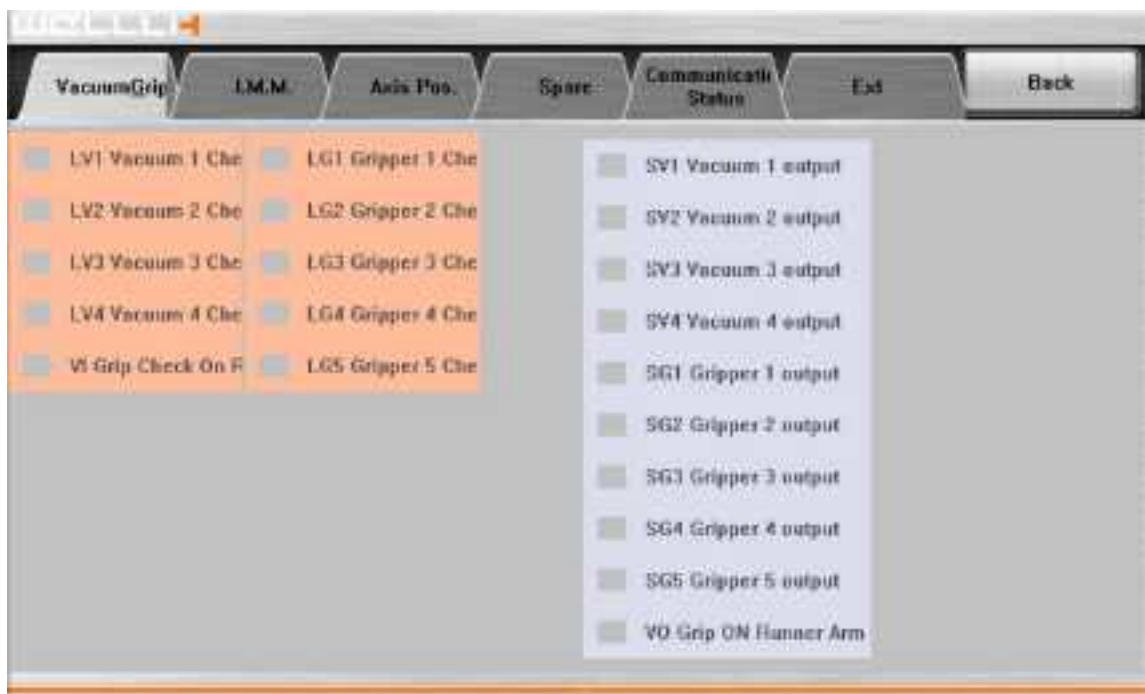 VacuumGrip
I.M.M.
Axis Pos.
Spare
Communicati
Status
Ext
Back
LV1 Vacuum 1 Che
LV2 Vacuum 2 Che
LV3 Vacuum 3 Che
LV4 Vacuum 4 Che
VI Grip Check On R
LG1 Gripper 1 Che
LG2 Gripper 2 Che
LG3 Gripper 3 Che
LG4 Gripper 4 Che
LG5 Gripper 5 Che
SV1 Vacuum 1 output
SV2 Vacuum 2 output
SV3 Vacuum 3 output
SV4 Vacuum 4 output
SG1 Gripper 1 output
SG2 Gripper 2 output
SG3 Gripper 3 output
SG4 Gripper 4 output
SG5 Gripper 5 output
VO Grip ON Runner Arm